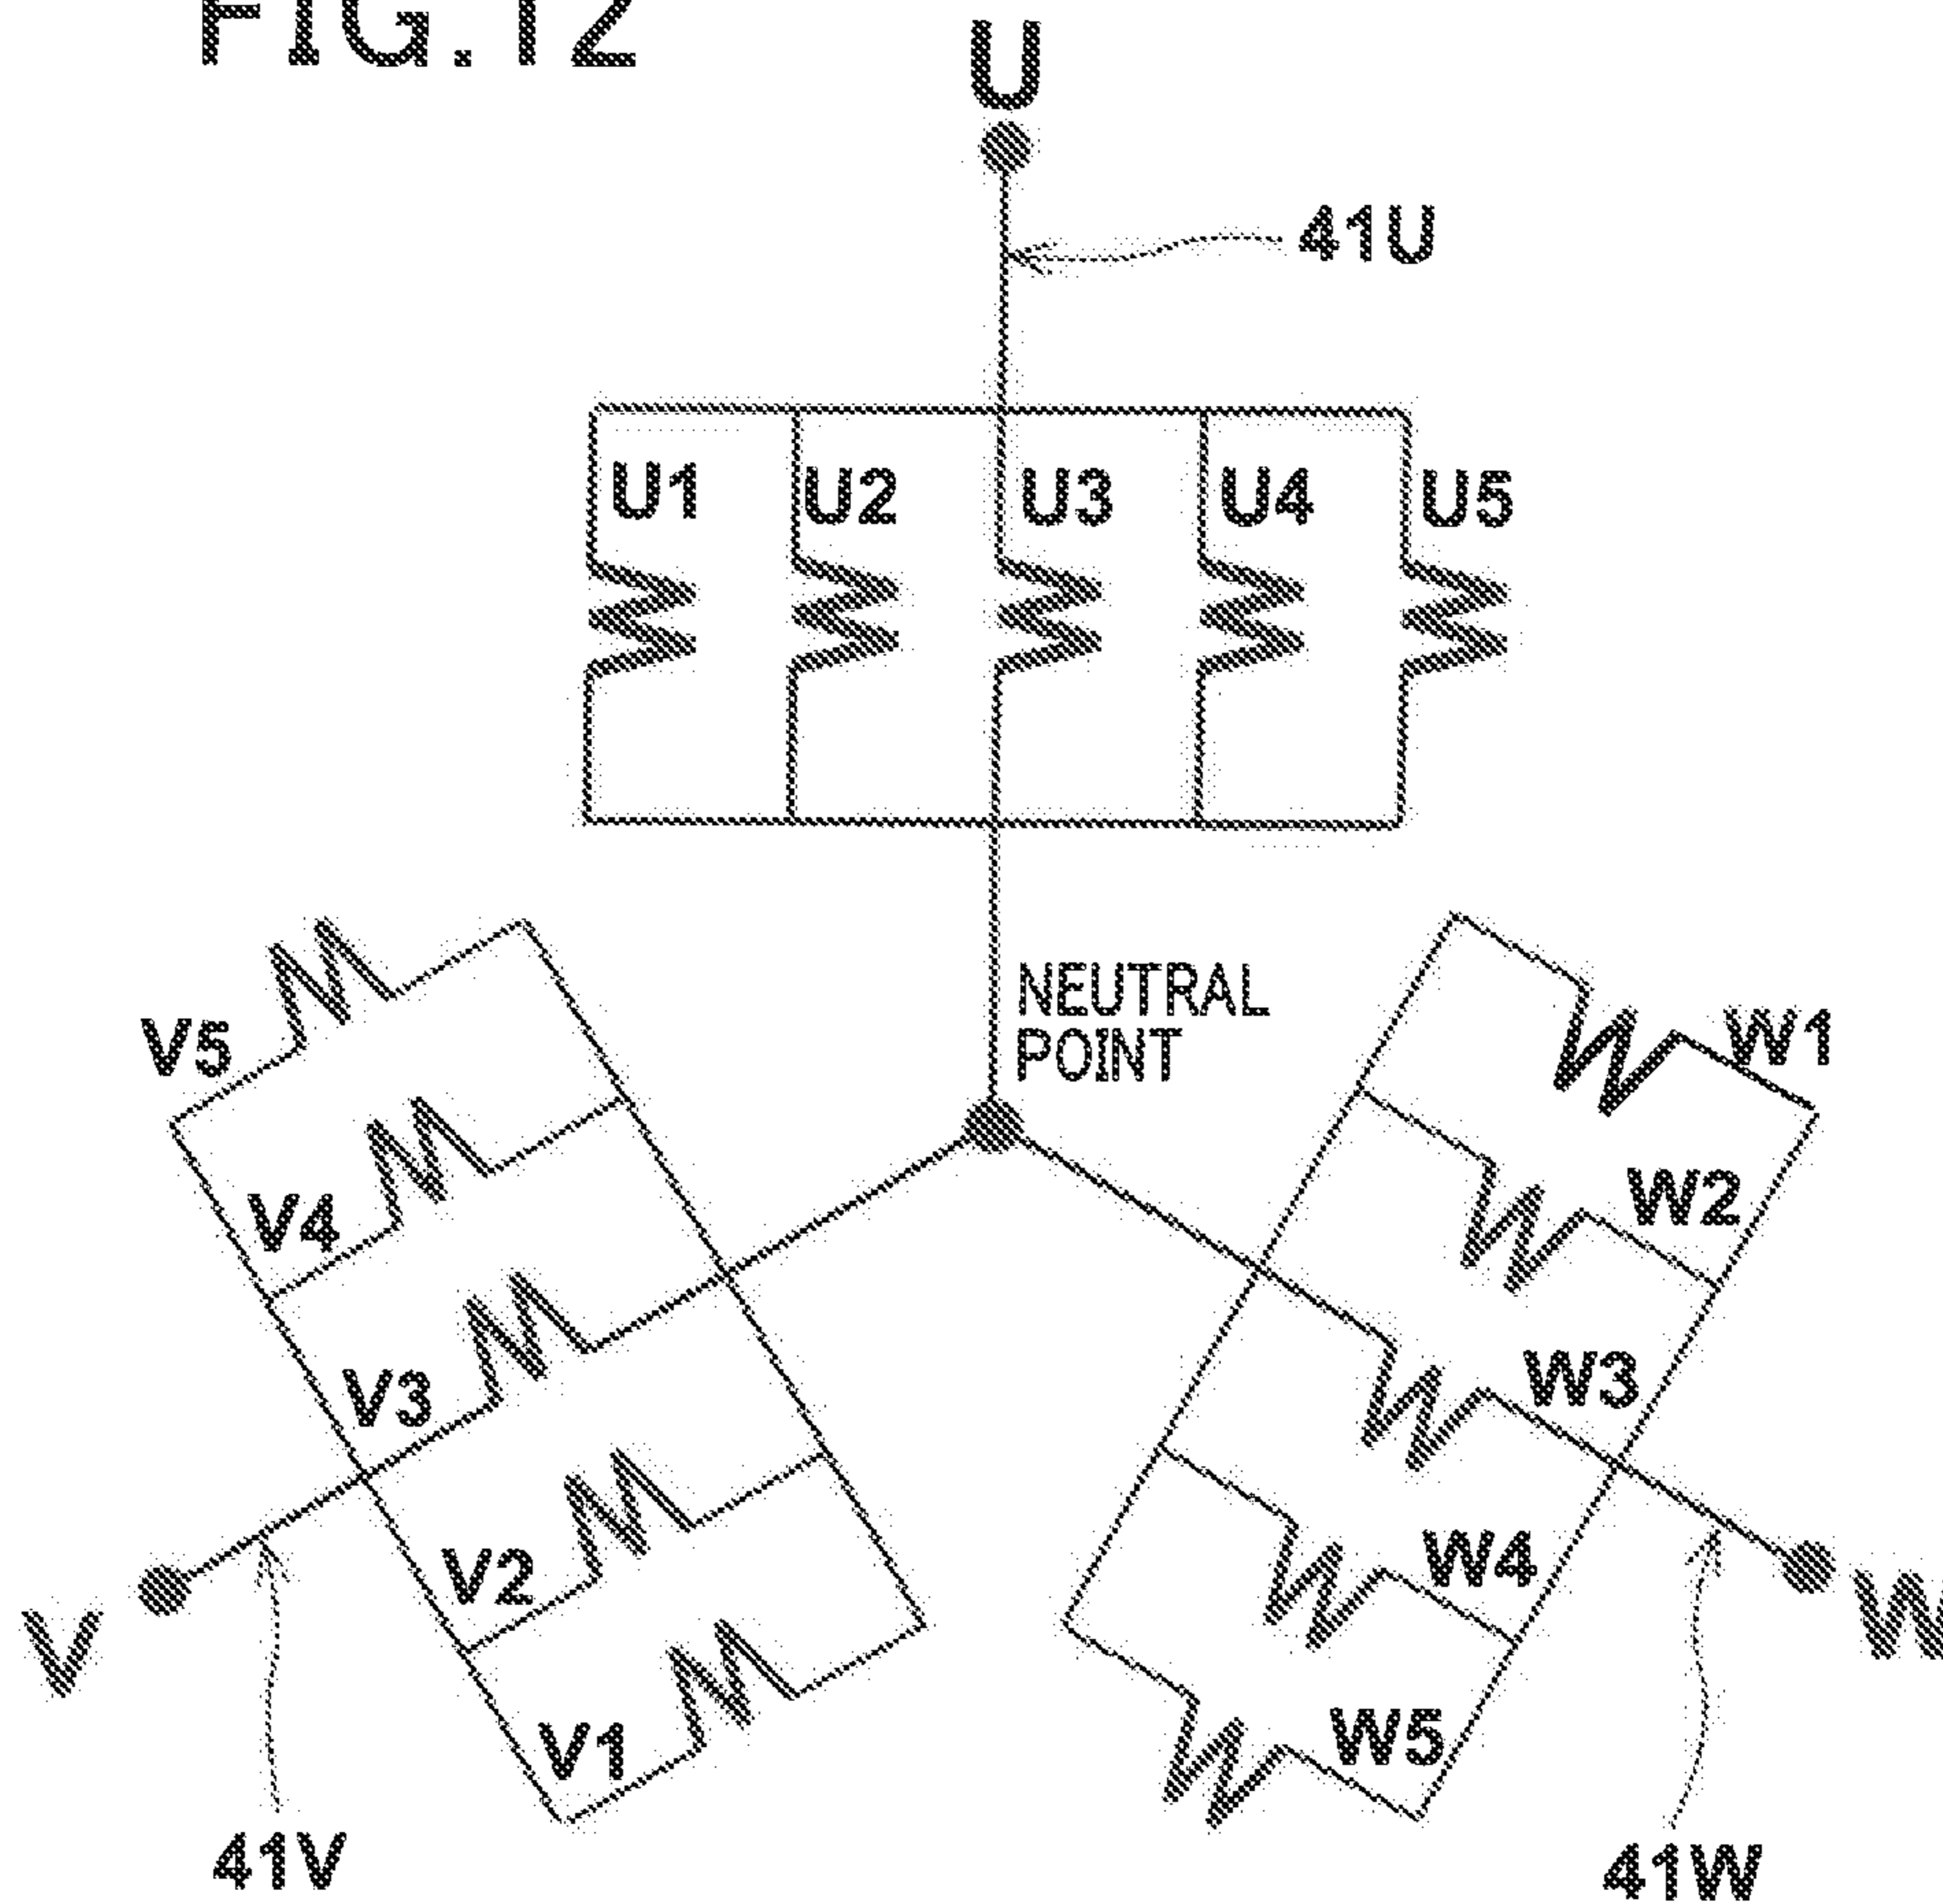 FIG.12
U
41U
U1 U2 U3 U4 U5
NEUTRAL
POINT
V5
V4
V3
V2
V1
W1
W2
W3
W4
W5
V
W
41V
41W